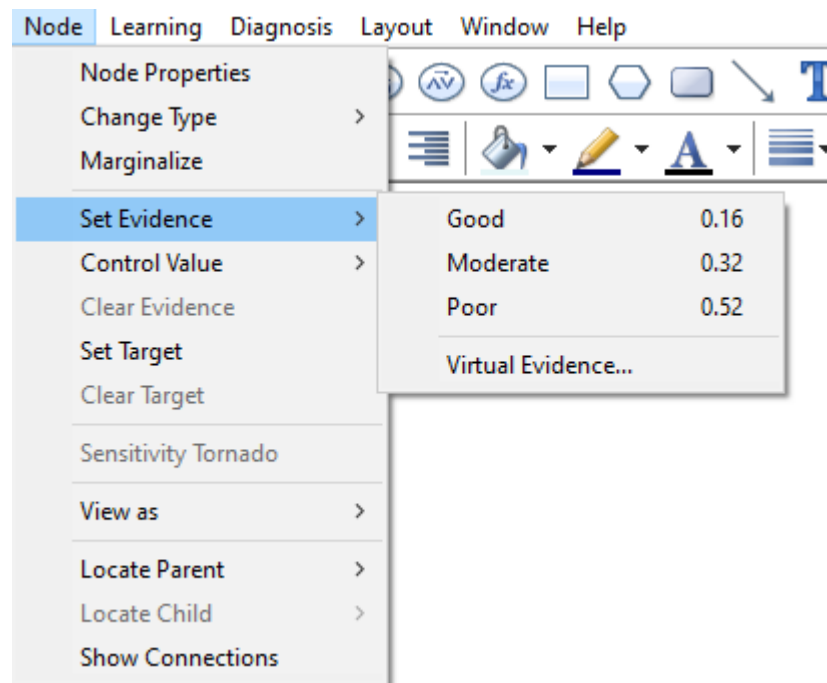 Node Learning Diagnosis Layout Window Help
Node Properties
Change Type
Marginalize
Set Evidence
Control Value
Clear Evidence
Set Target
Clear Target
Sensitivity Tornado
View as
Locate Parent
Locate Child
Show Connections
Good 0.16
Moderate 0.32
Poor 0.52
Virtual Evidence...
fx
T
A